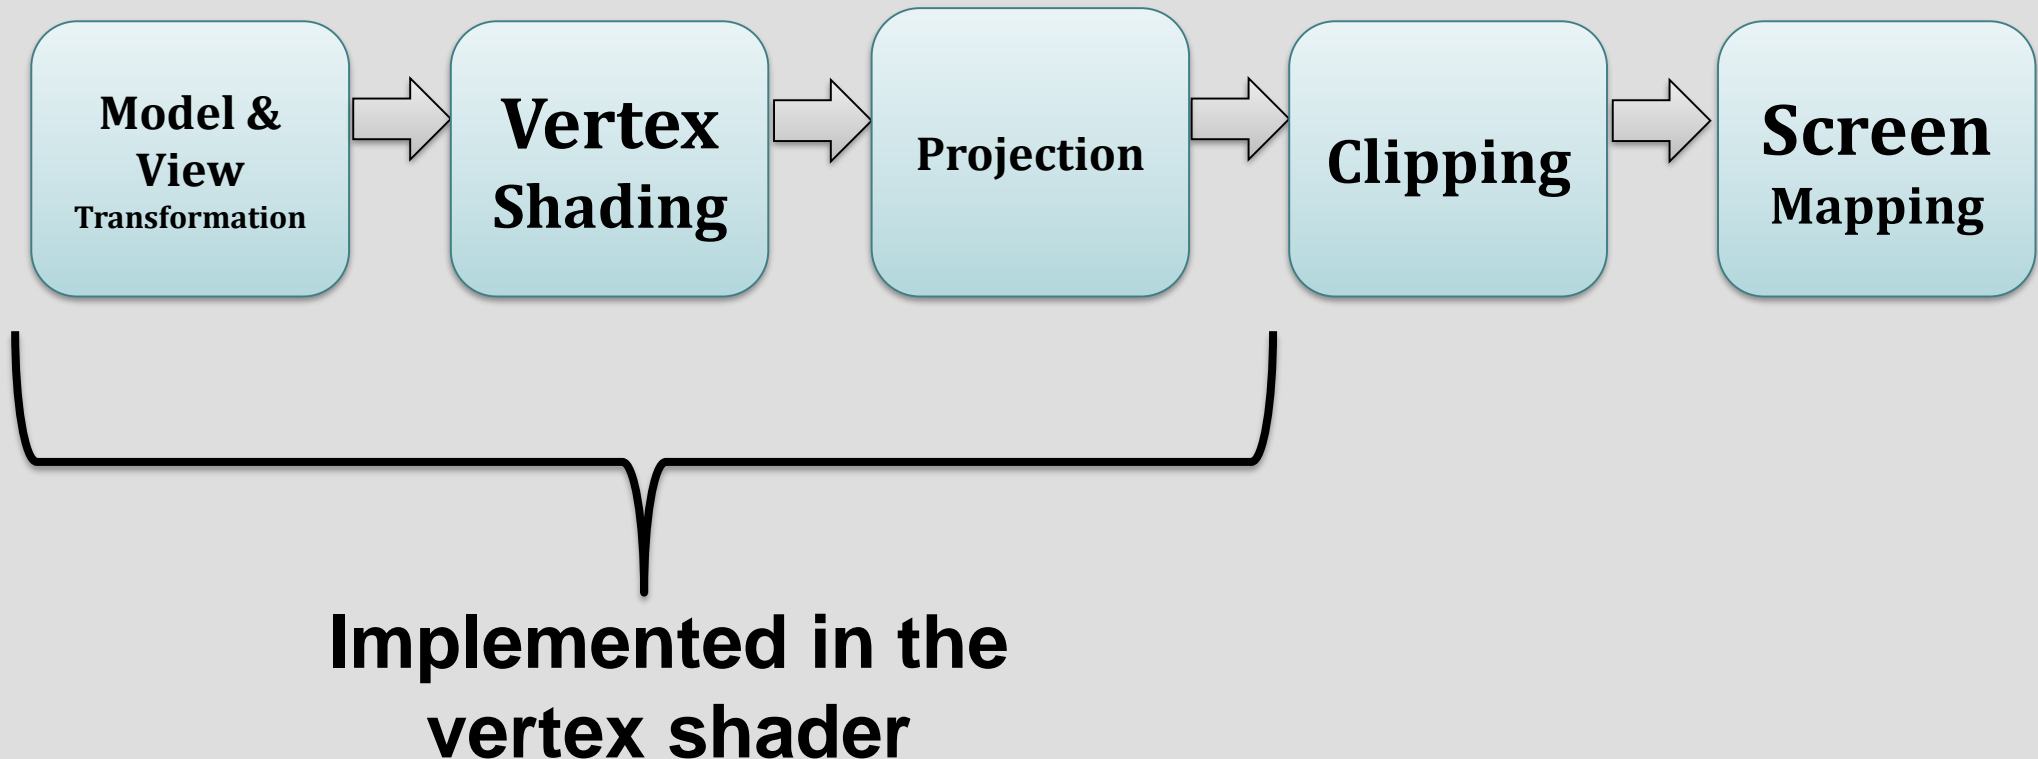 Model &
View
Transformation
Vertex
Shading
Projection
Clipping
Screen
Mapping
Implemented in the
vertex shader